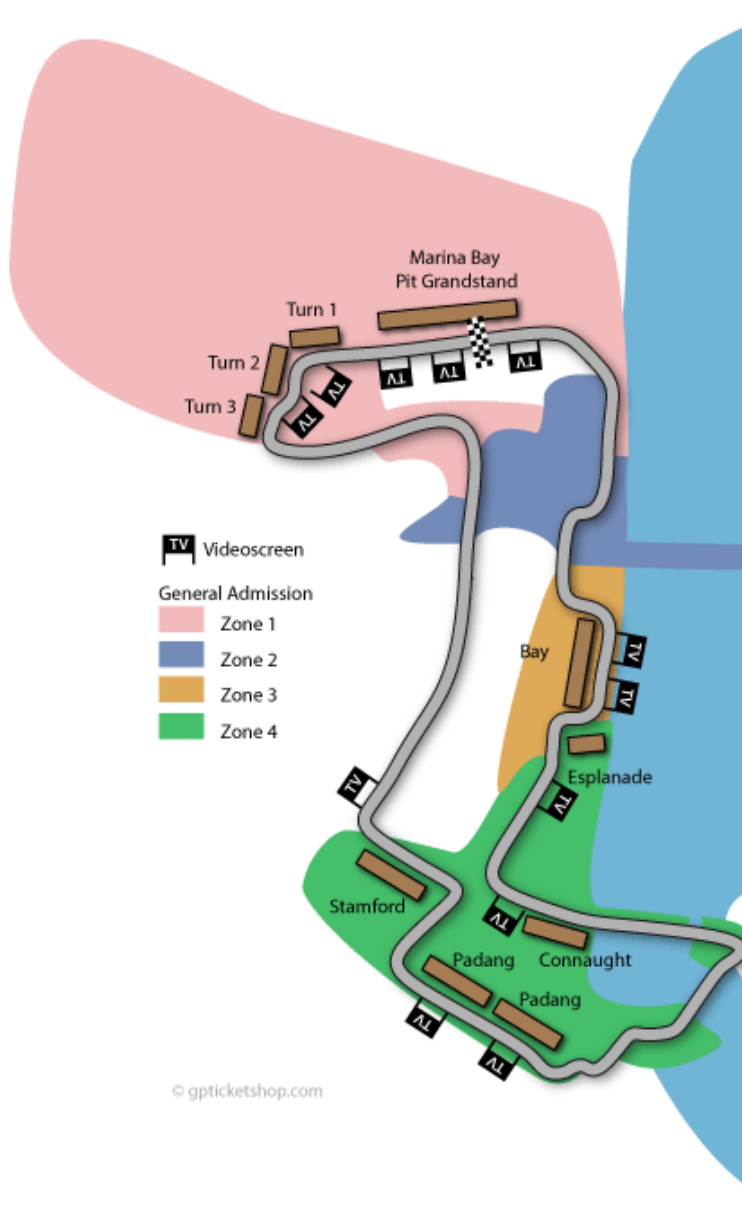 Marina Bay
Pit Grandstand
Turn 1
Turn 2
Turn 3
TV
TV
TV
TV
TV
TV Videoscreen
General Admission
Zone 1
Zone 2
Zone 3
Zone 4
Bay
TV
TV
Esplanade
TV
TV
Stamford
TV
Connaught
Padang
Padang
TV
TV
© gpticketshop.com